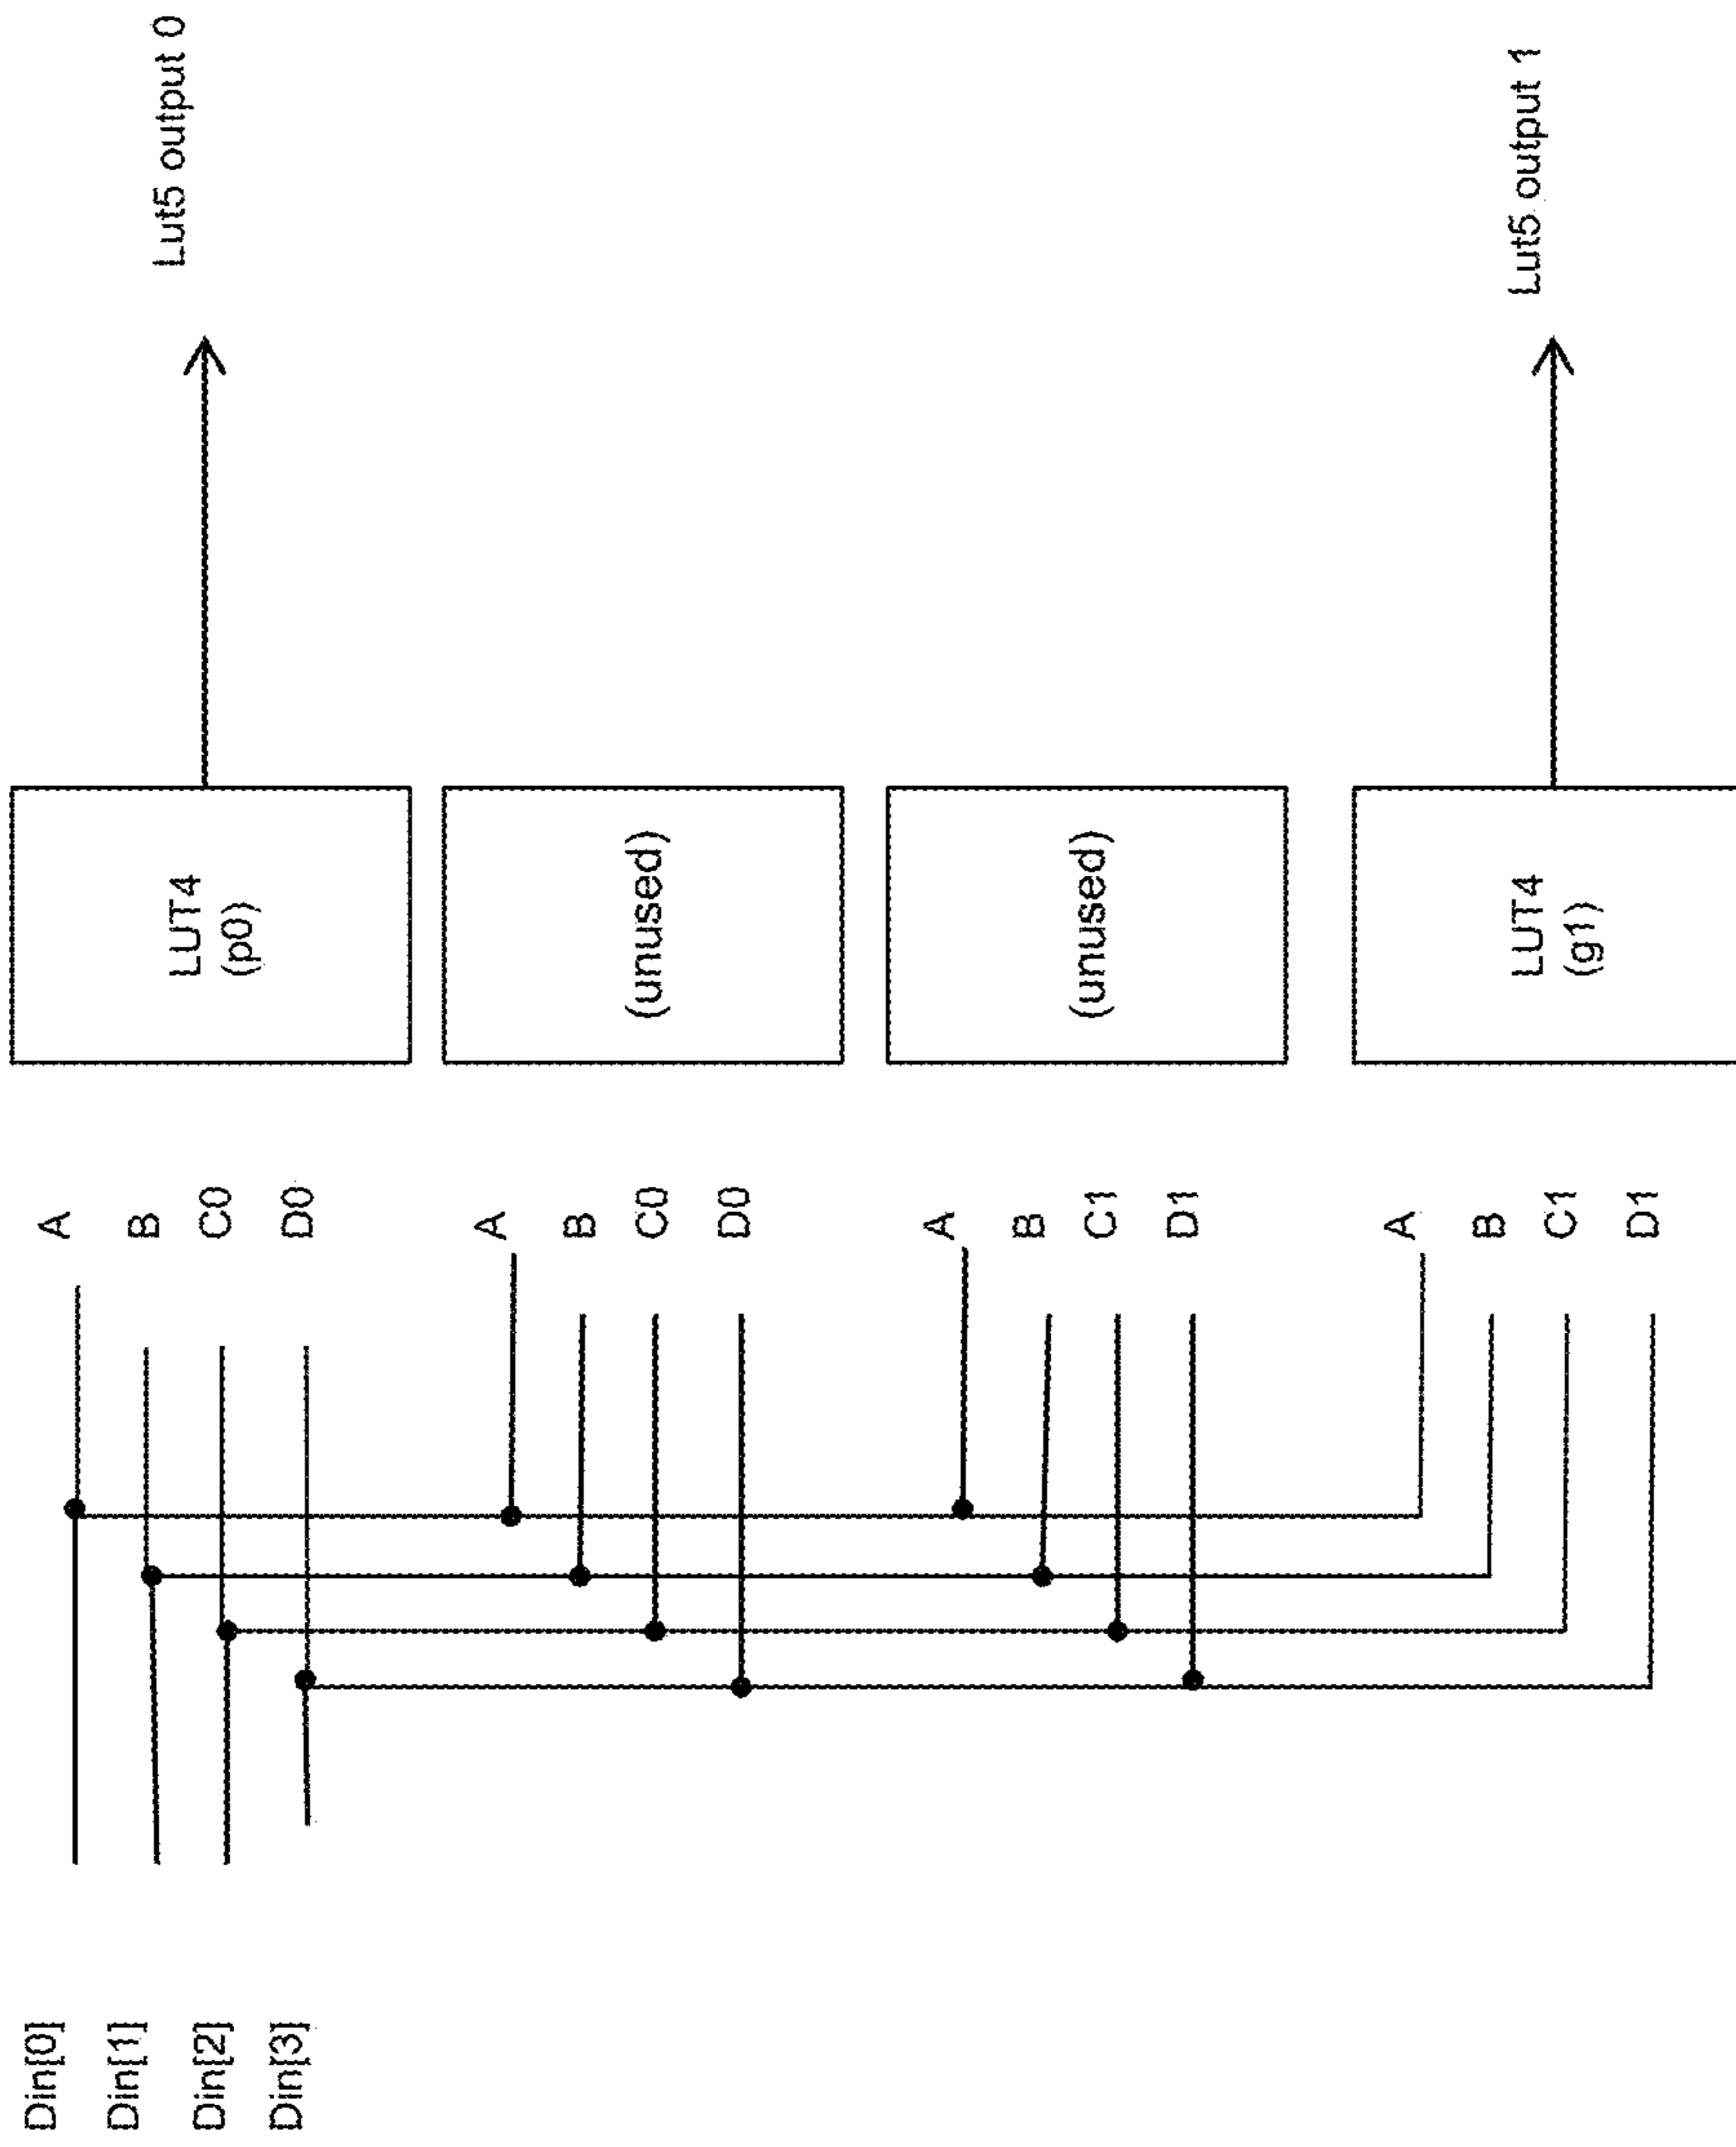 Din[0]
Din[1]
Din[2]
Din[3]
A
B
C0
D0
A
B
C0
D0
A
B
C1
D1
A
B
C1
D1
LUT4
(p0)
(unused)
(unused)
LUT4
(g1)
Lut5 output 0
Lut5 output 1